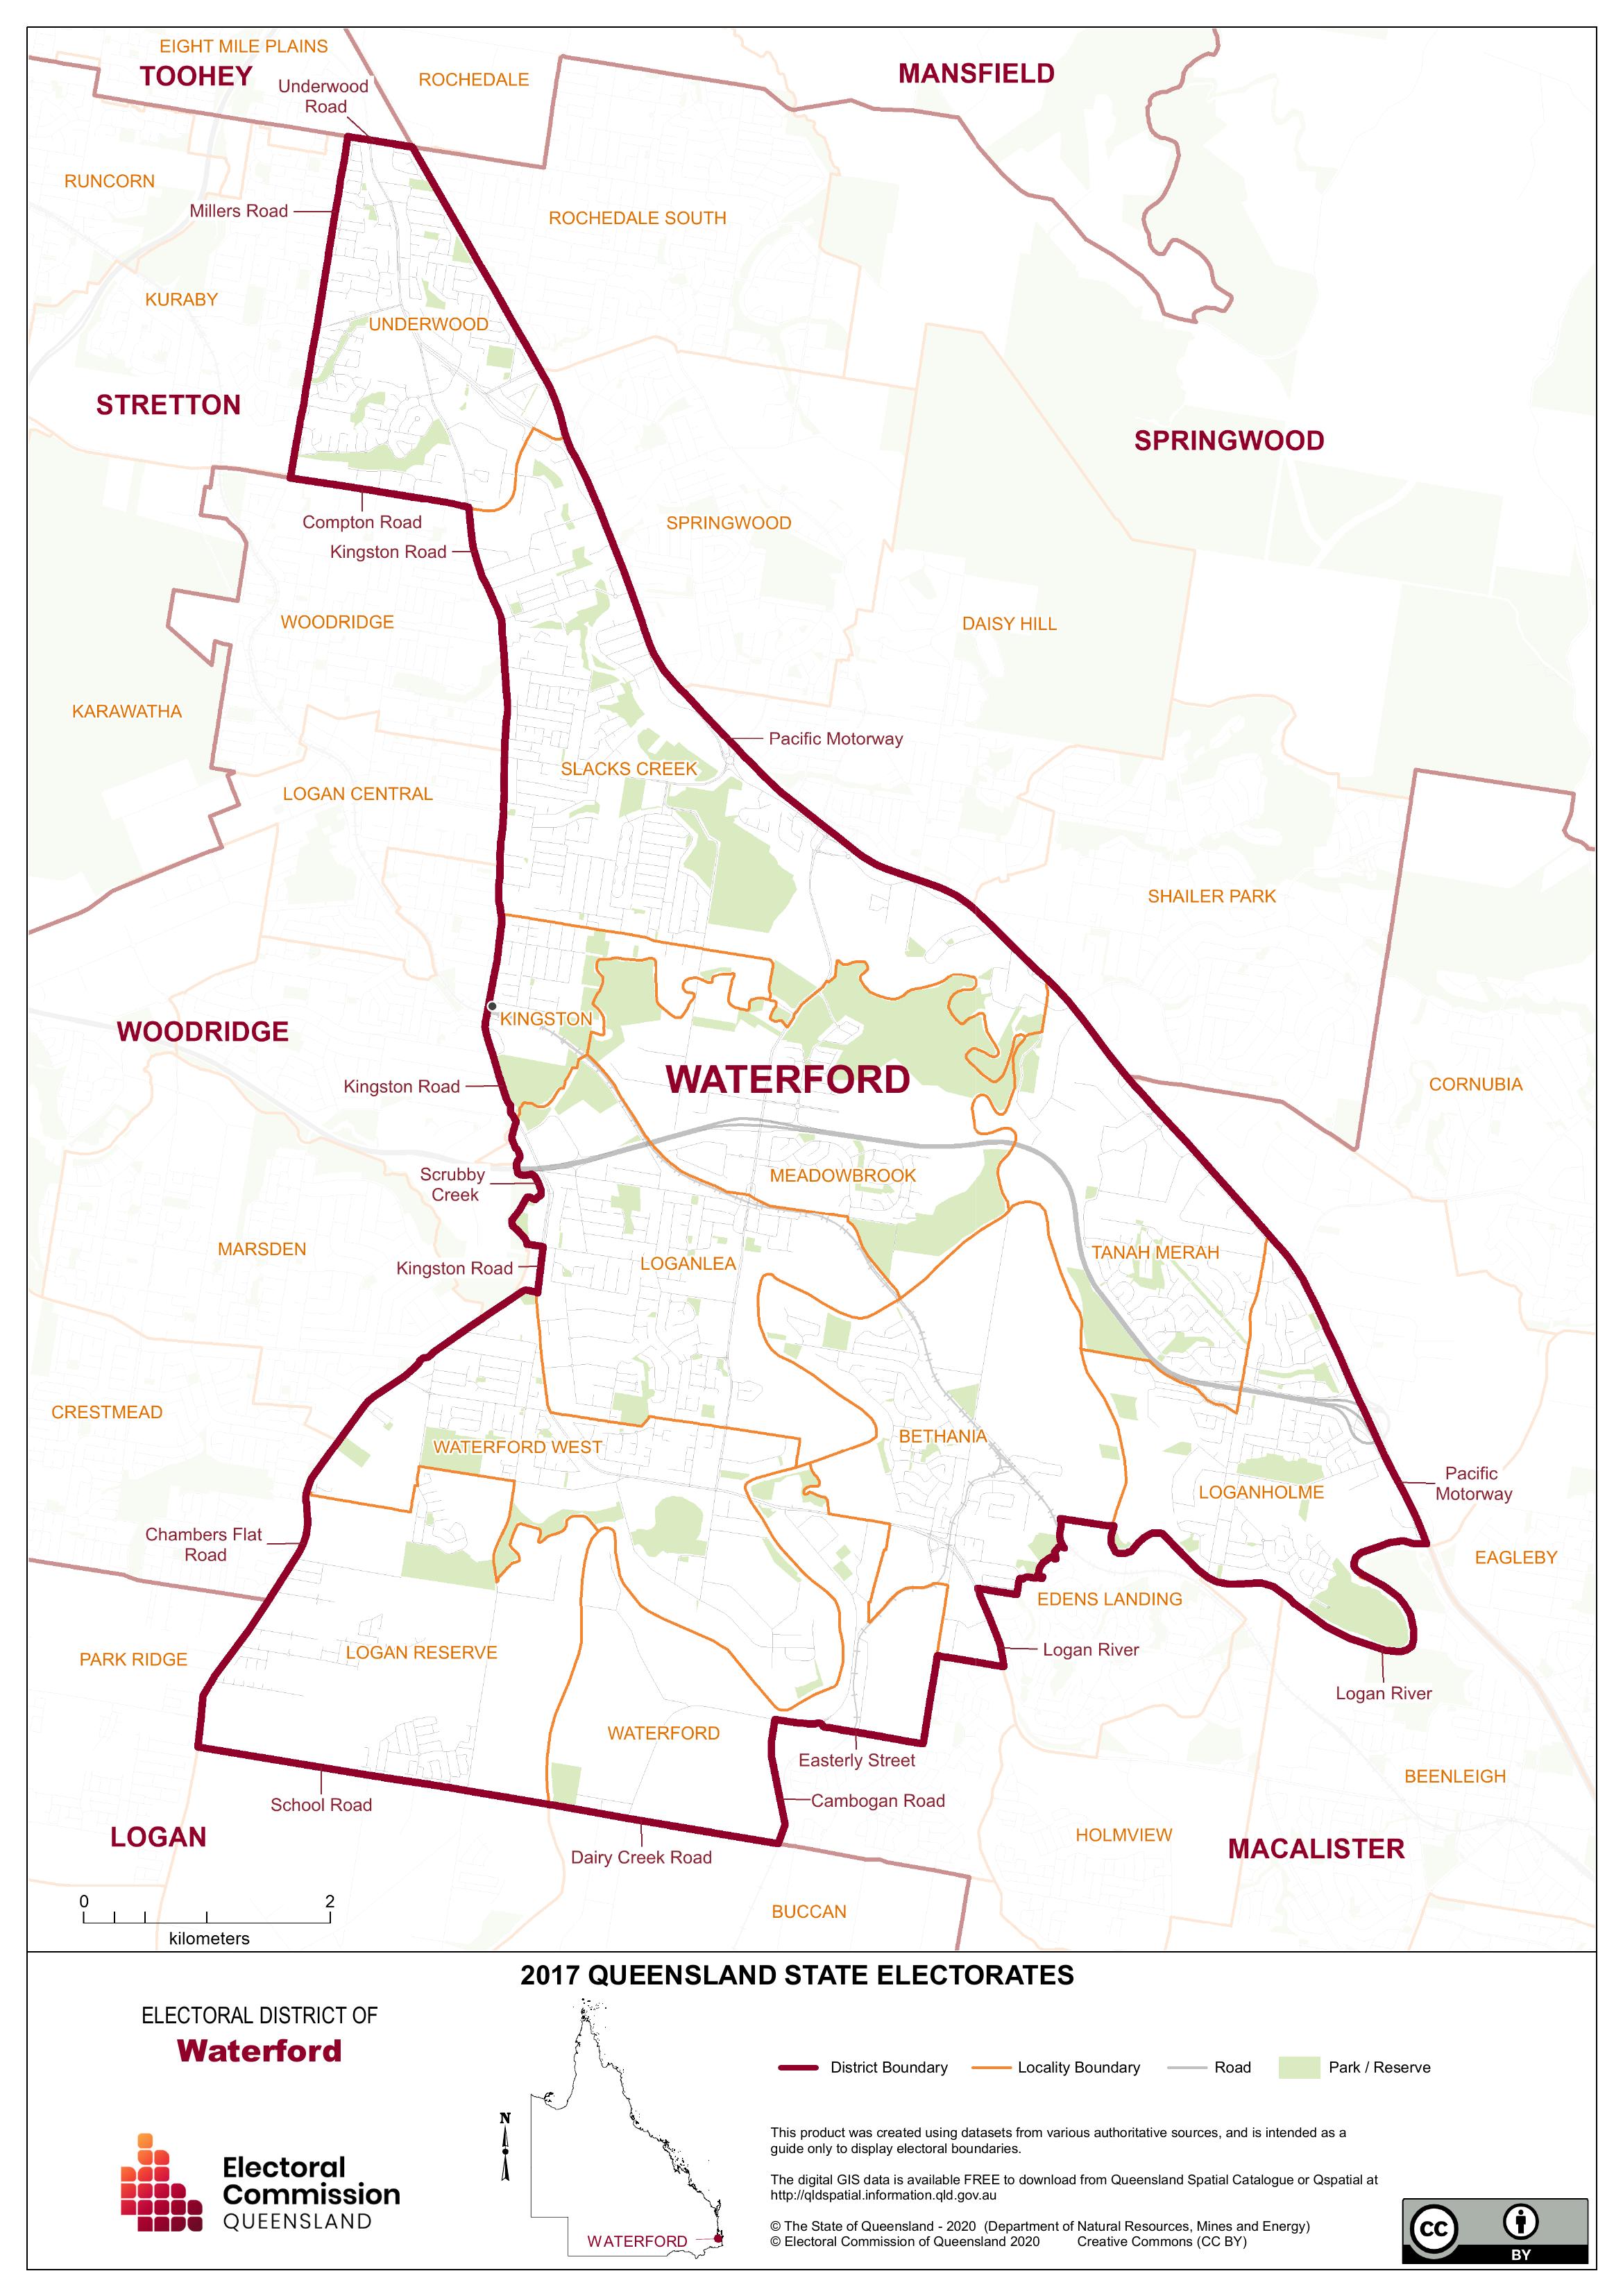 EIGHT MILE PLAINS
TOOHEY
Underwood
Road
ROCHEDALE
MANSFIELD
RUNCORN
Millers Road
ROCHEDALE SOUTH
KURABY
UNDERWOOD
STRETTON
SPRINGWOOD
Compton Road
SPRINGWOOD
Kingston Road
WOODRIDGE
DAISY HILL
KARAWATHA
Pacific Motorway
SLACKS CREEK
LOGAN CENTRAL
SHAILER PARK
KINGSTON
WOODRIDGE
WATERFORD
Kingston Road
CORNUBIA
Scrubby
Creek
MEADOWBROOK
MARSDEN
TANAH MERAH
Kingston Road
LOGANLEA
CRESTMEAD
WATERFORD WEST
BETHANIA
Pacific
Motorway
LOGANHOLME
Chambers Flat
Road
EAGLEBY
EDENS LANDING
PARK RIDGE
LOGAN RESERVE
Logan River
Logan River
WATERFORD
Easterly Street
BEENLEIGH
School Road
Cambogan Road
LOGAN
HOLMVIEW
MACALISTER
Dairy Creek Road
BUCCAN
0 2
kilometers
2017 QUEENSLAND STATE ELECTORATES
ELECTORAL DISTRICT OF
Waterford
District Boundary
Locality Boundary
Road
Park / Reserve
N
WATERFORD
Electoral
Commission
QUEENSLAND
This product was created using datasets from various authoritative sources, and is intended as a
guide only to display electoral boundaries.
The digital GIS data is available FREE to download from Queensland Spatial Catalogue or Qspatial at
http://qldspatial.information.qld.gov.au
© The State of Queensland - 2020 (Department of Natural Resources, Mines and Energy)
© Electoral Commission of Queensland 2020 Creative Commons (CC BY)
CC
BY